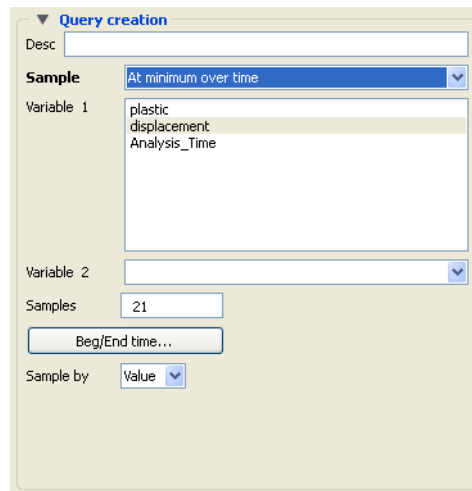 Query creation
Desc
Sample At minimum over time
Variable 1 plastic
displacement
Analysis_Time
Variable 2
Samples 21
Beg/End time...
Sample by Value